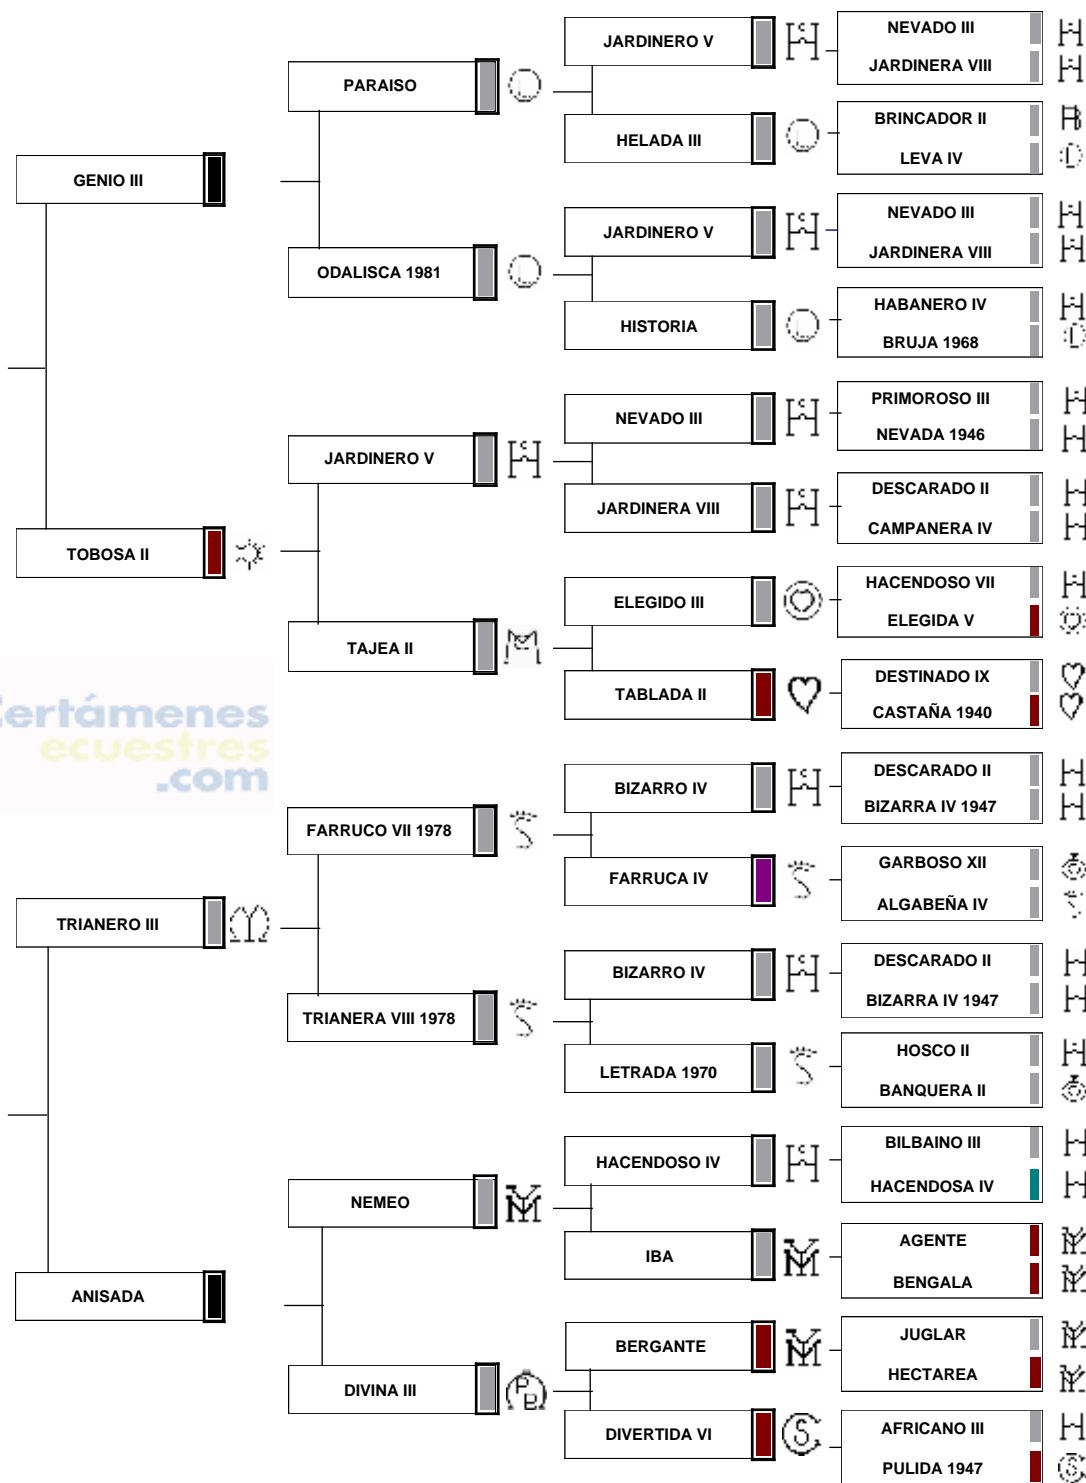 JARDINERO V
NEVADO III
JARDINERA VIII
PARAISO
HELADA III
BRINCADOR II
LEVA IV
GENIO III
JARDINERO V
NEVADO III
JARDINERA VIII
ODALISCA 1981
HISTORIA
HABANERO IV
BRUJA 1968
NEVADO III
PRIMOROSO III
NEVADA 1946
JARDINERO V
JARDINERA VIII
DESCARADO II
CAMPANERA IV
TOBOSA II
ELEGIDO III
HACENDOSO VII
ELEGIDA V
TAJEA II
TABLADA II
DESTINADO IX
CASTAÑA 1940
Certámenes
ecuestres
.com
BIZARRO IV
DESCARADO II
BIZARRA IV 1947
FARRUCO VII 1978
FARRUCA IV
GARBOSO XII
ALGABEÑA IV
TRIANERO III
BIZARRO IV
DESCARADO II
BIZARRA IV 1947
TRIANERA VIII 1978
LETRADA 1970
HOSCO II
BANQUERA II
HACENDOSO IV
BILBAINO III
HACENDOSA IV
NEMEO
IBA
AGENTE
BENGALA
ANISADA
BERGANTE
JUGLAR
HECTAREA
DIVINA III
DIVERTIDA VI
AFRICANO III
PULIDA 1947